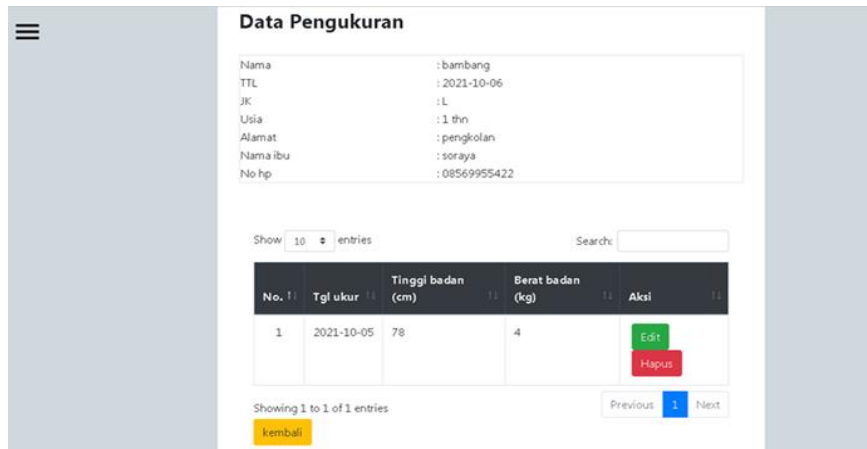 Data Pengukuran
Nama : bambang
TTL : 2021-10-06
JK : L
Usia : 1 thn
Alamat : pengkolan
Nama ibu : soraya
No hp : 08569955422
Show 10 entries Search:
No. Tgl ukur Tinggi badan (cm) Berat badan (kg) Aksi
1 2021-10-05 78 4 Edit
Hapus
Showing 1 to 1 of 1 entries Previous 1 Next
kembali